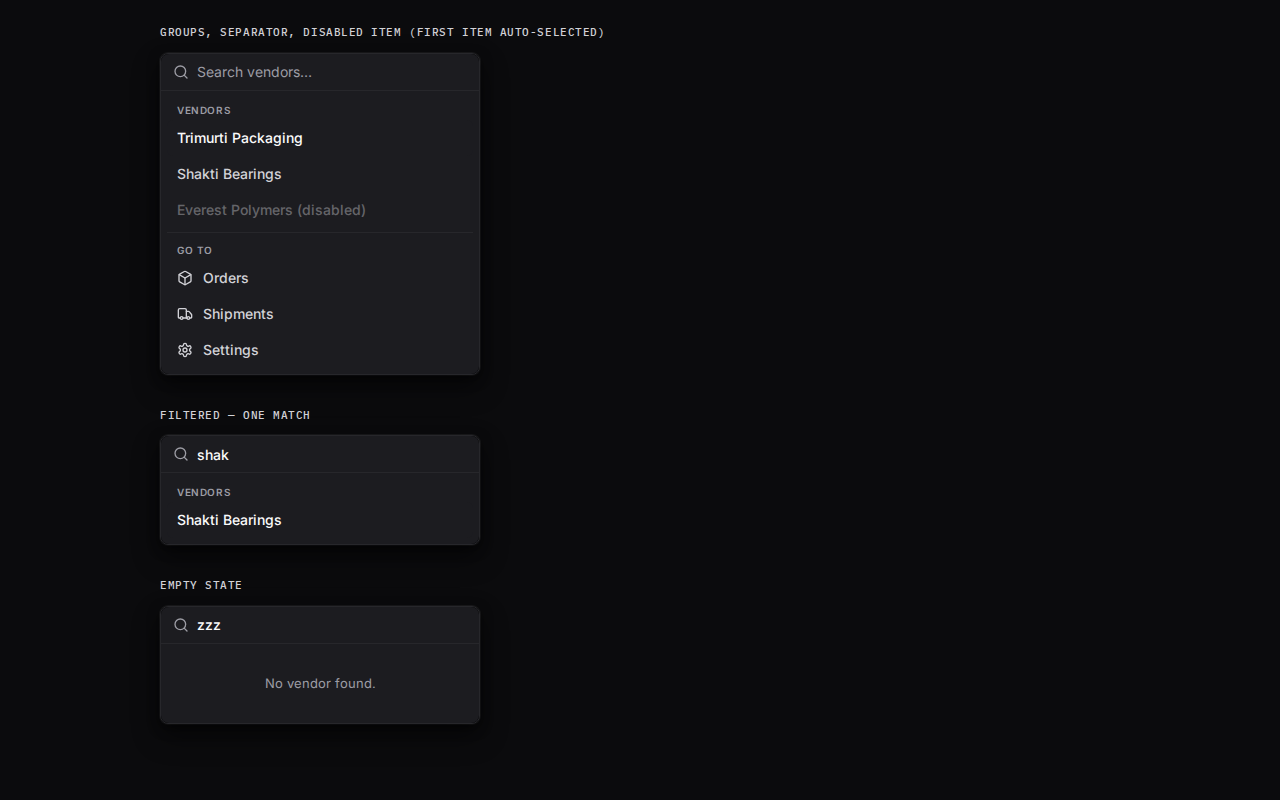 GROUPS, SEPARATOR, DISABLED ITEM (FIRST ITEM AUTO-SELECTED)
Search vendors...
VENDORS
Trimurti Packaging
Shakti Bearings
Everest Polymers (disabled)
GO TO
Orders
Shipments
Settings
FILTERED — ONE MATCH
shak
VENDORS
Shakti Bearings
EMPTY STATE
zzz
No vendor found.